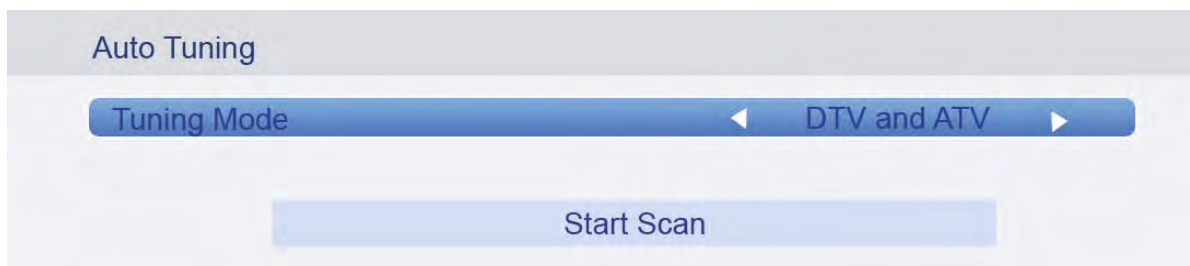 Auto Tuning
Tuning Mode DTV and ATV
Start Scan